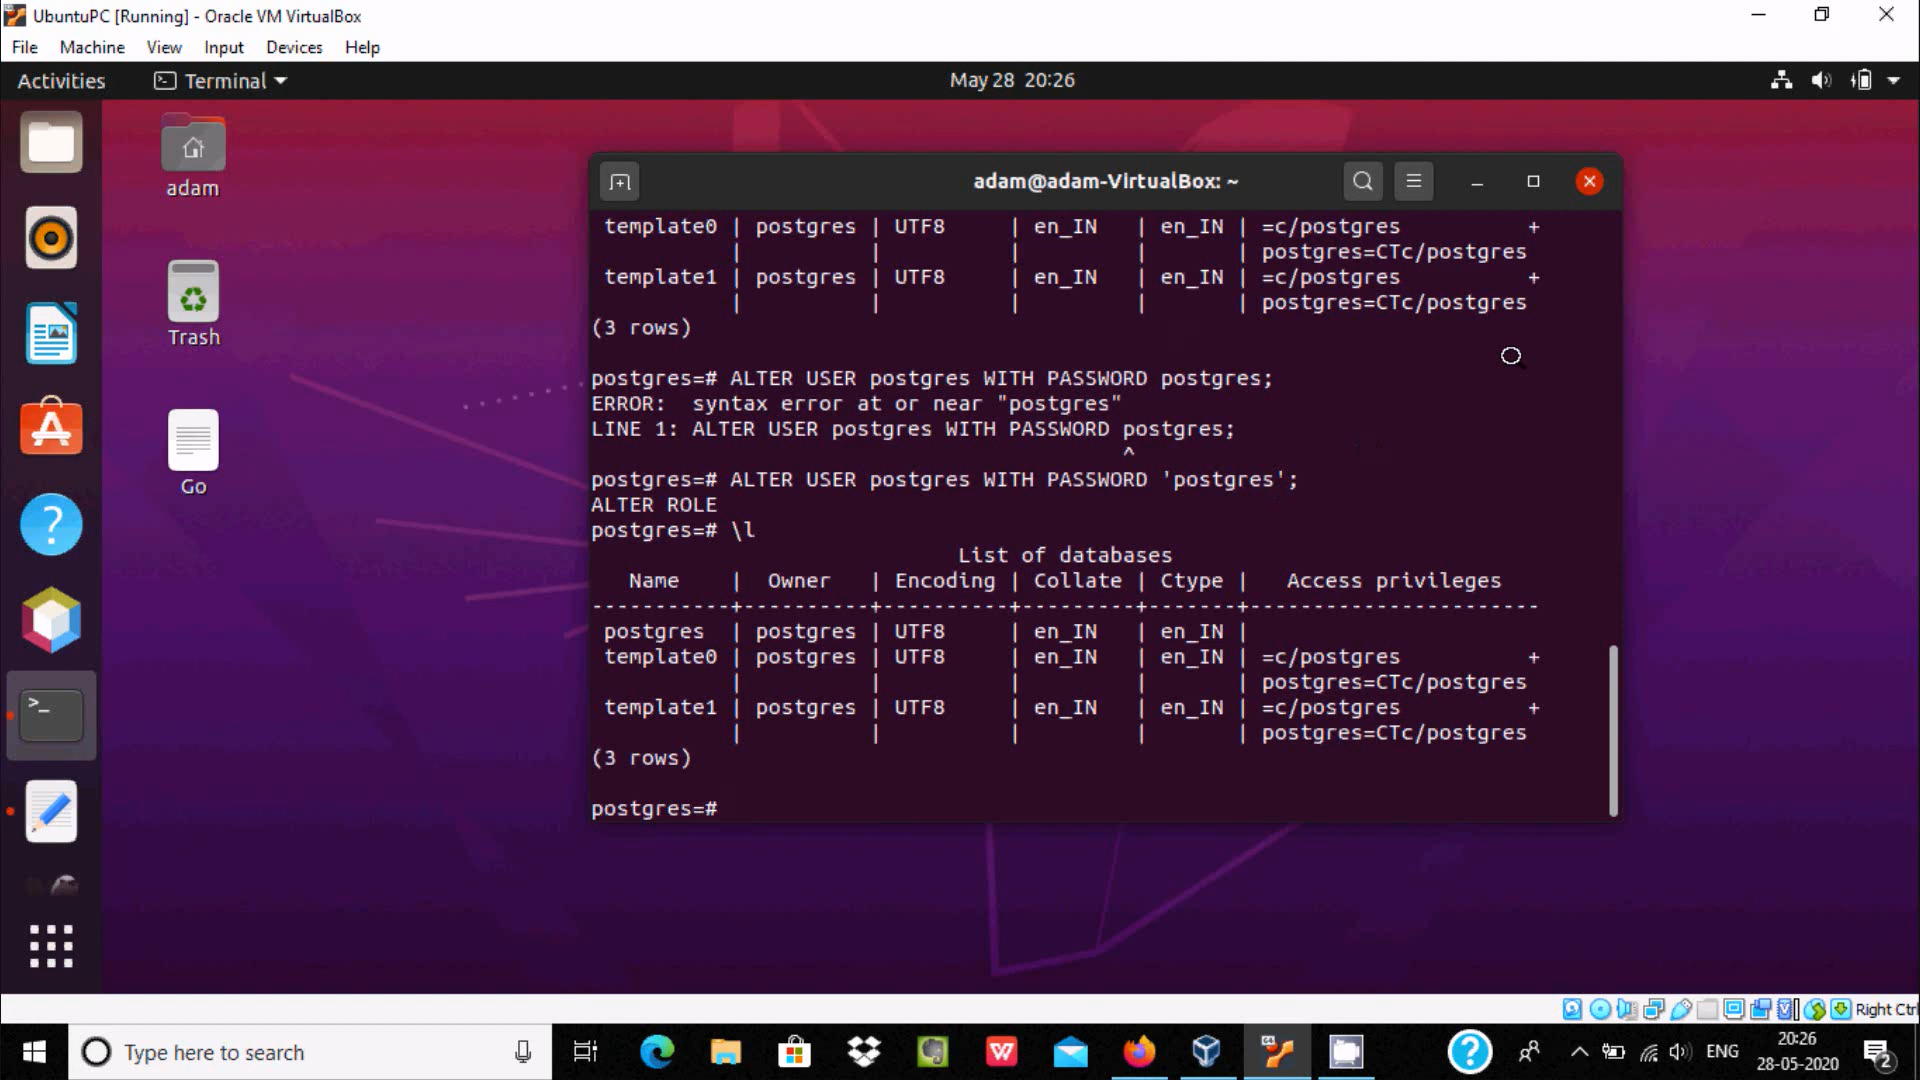 UbuntuPC [Running] - Oracle VM VirtualBox
File Machine View Input Devices Help
Activities Terminal May 28 20:26
adam
Trash
Go
adam@adam-VirtualBox: ~
template0 | postgres | UTF8 | en_IN | en_IN | =c/postgres +
| | | | | postgres=CTc/postgres
template1 | postgres | UTF8 | en_IN | en_IN | =c/postgres +
| | | | | postgres=CTc/postgres
(3 rows)
postgres=# ALTER USER postgres WITH PASSWORD postgres;
ERROR:  syntax error at or near "postgres"
LINE 1: ALTER USER postgres WITH PASSWORD postgres;
^
postgres=# ALTER USER postgres WITH PASSWORD 'postgres';
ALTER ROLE
postgres=# \l
List of databases
Name | Owner | Encoding | Collate | Ctype | Access privileges
-----------+----------+----------+---------+-------+-----------------------
postgres | postgres | UTF8 | en_IN | en_IN |
template0 | postgres | UTF8 | en_IN | en_IN | =c/postgres +
| | | | | postgres=CTc/postgres
template1 | postgres | UTF8 | en_IN | en_IN | =c/postgres +
| | | | | postgres=CTc/postgres
(3 rows)
postgres=#
Right Ctrl
Type here to search
ENG
20:26
28-05-2020
2